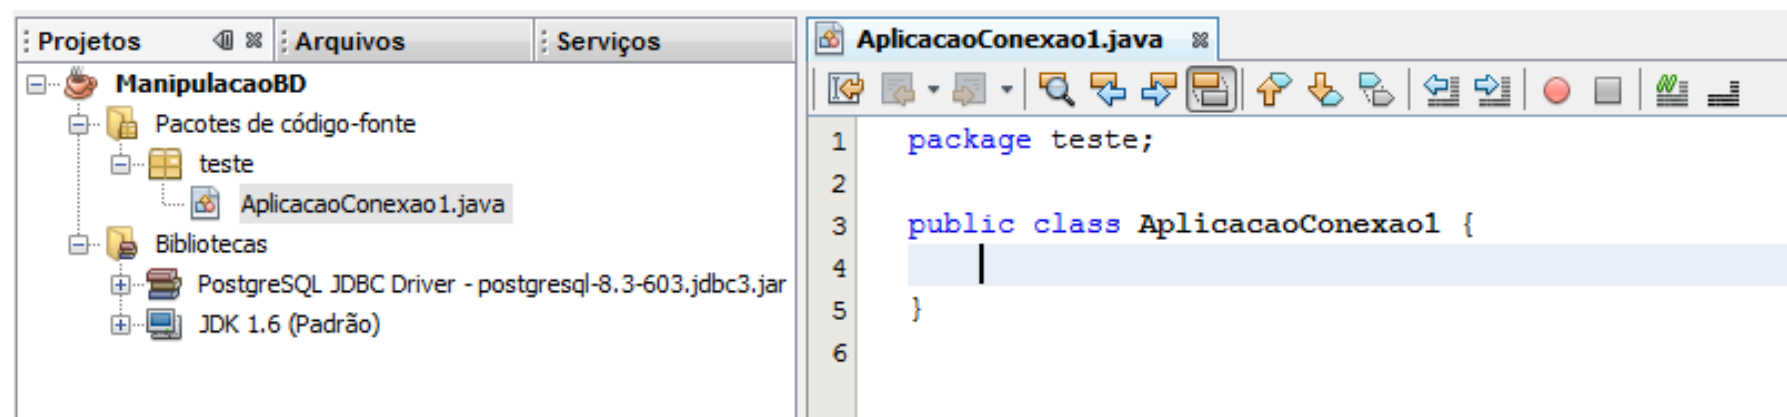 Projetos
Arquivos
Serviços
ManipulacaoBD
Pacotes de código-fonte
teste
AplicacaoConexao1.java
Bibliotecas
PostgreSQL JDBC Driver - postgresql-8.3-603.jdbc3.jar
JDK 1.6 (Padrão)
AplicacaoConexao1.java
1 package teste;
2
3 public class AplicacaoConexao1 {
4
5 }
6